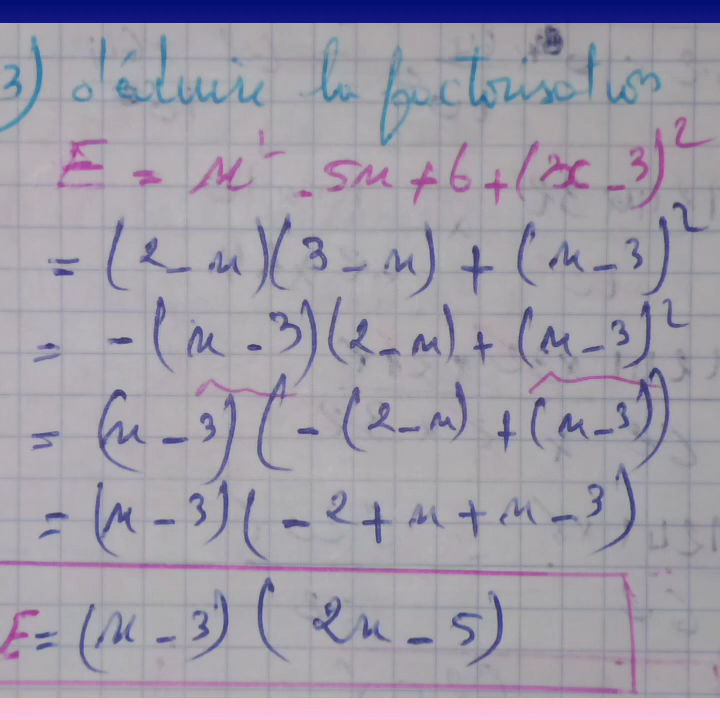 3) déduire la factorisation
E = x² - 5x + 6 + (x - 3)²
= (2 - x)(3 - x) + (x - 3)²
= - (x - 3)(2 - x) + (x - 3)²
= (x - 3) (- (2 - x) + (x - 3))
= (x - 3) (- 2 + x + x - 3)
E = (x - 3) (2x - 5)